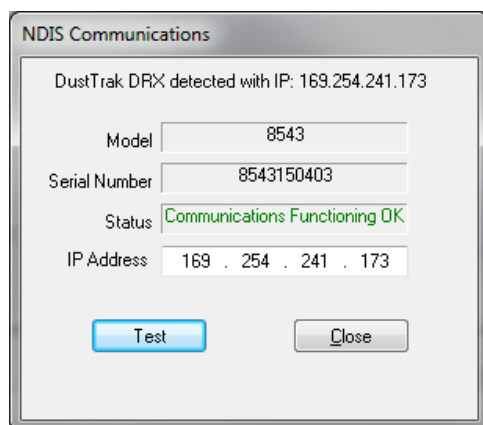 NDIS Communications
DustTrak DRX detected with IP: 169.254.241.173
Model 8543
Serial Number 8543150403
Status Communications Functioning OK
IP Address 169 . 254 . 241 . 173
Test Close